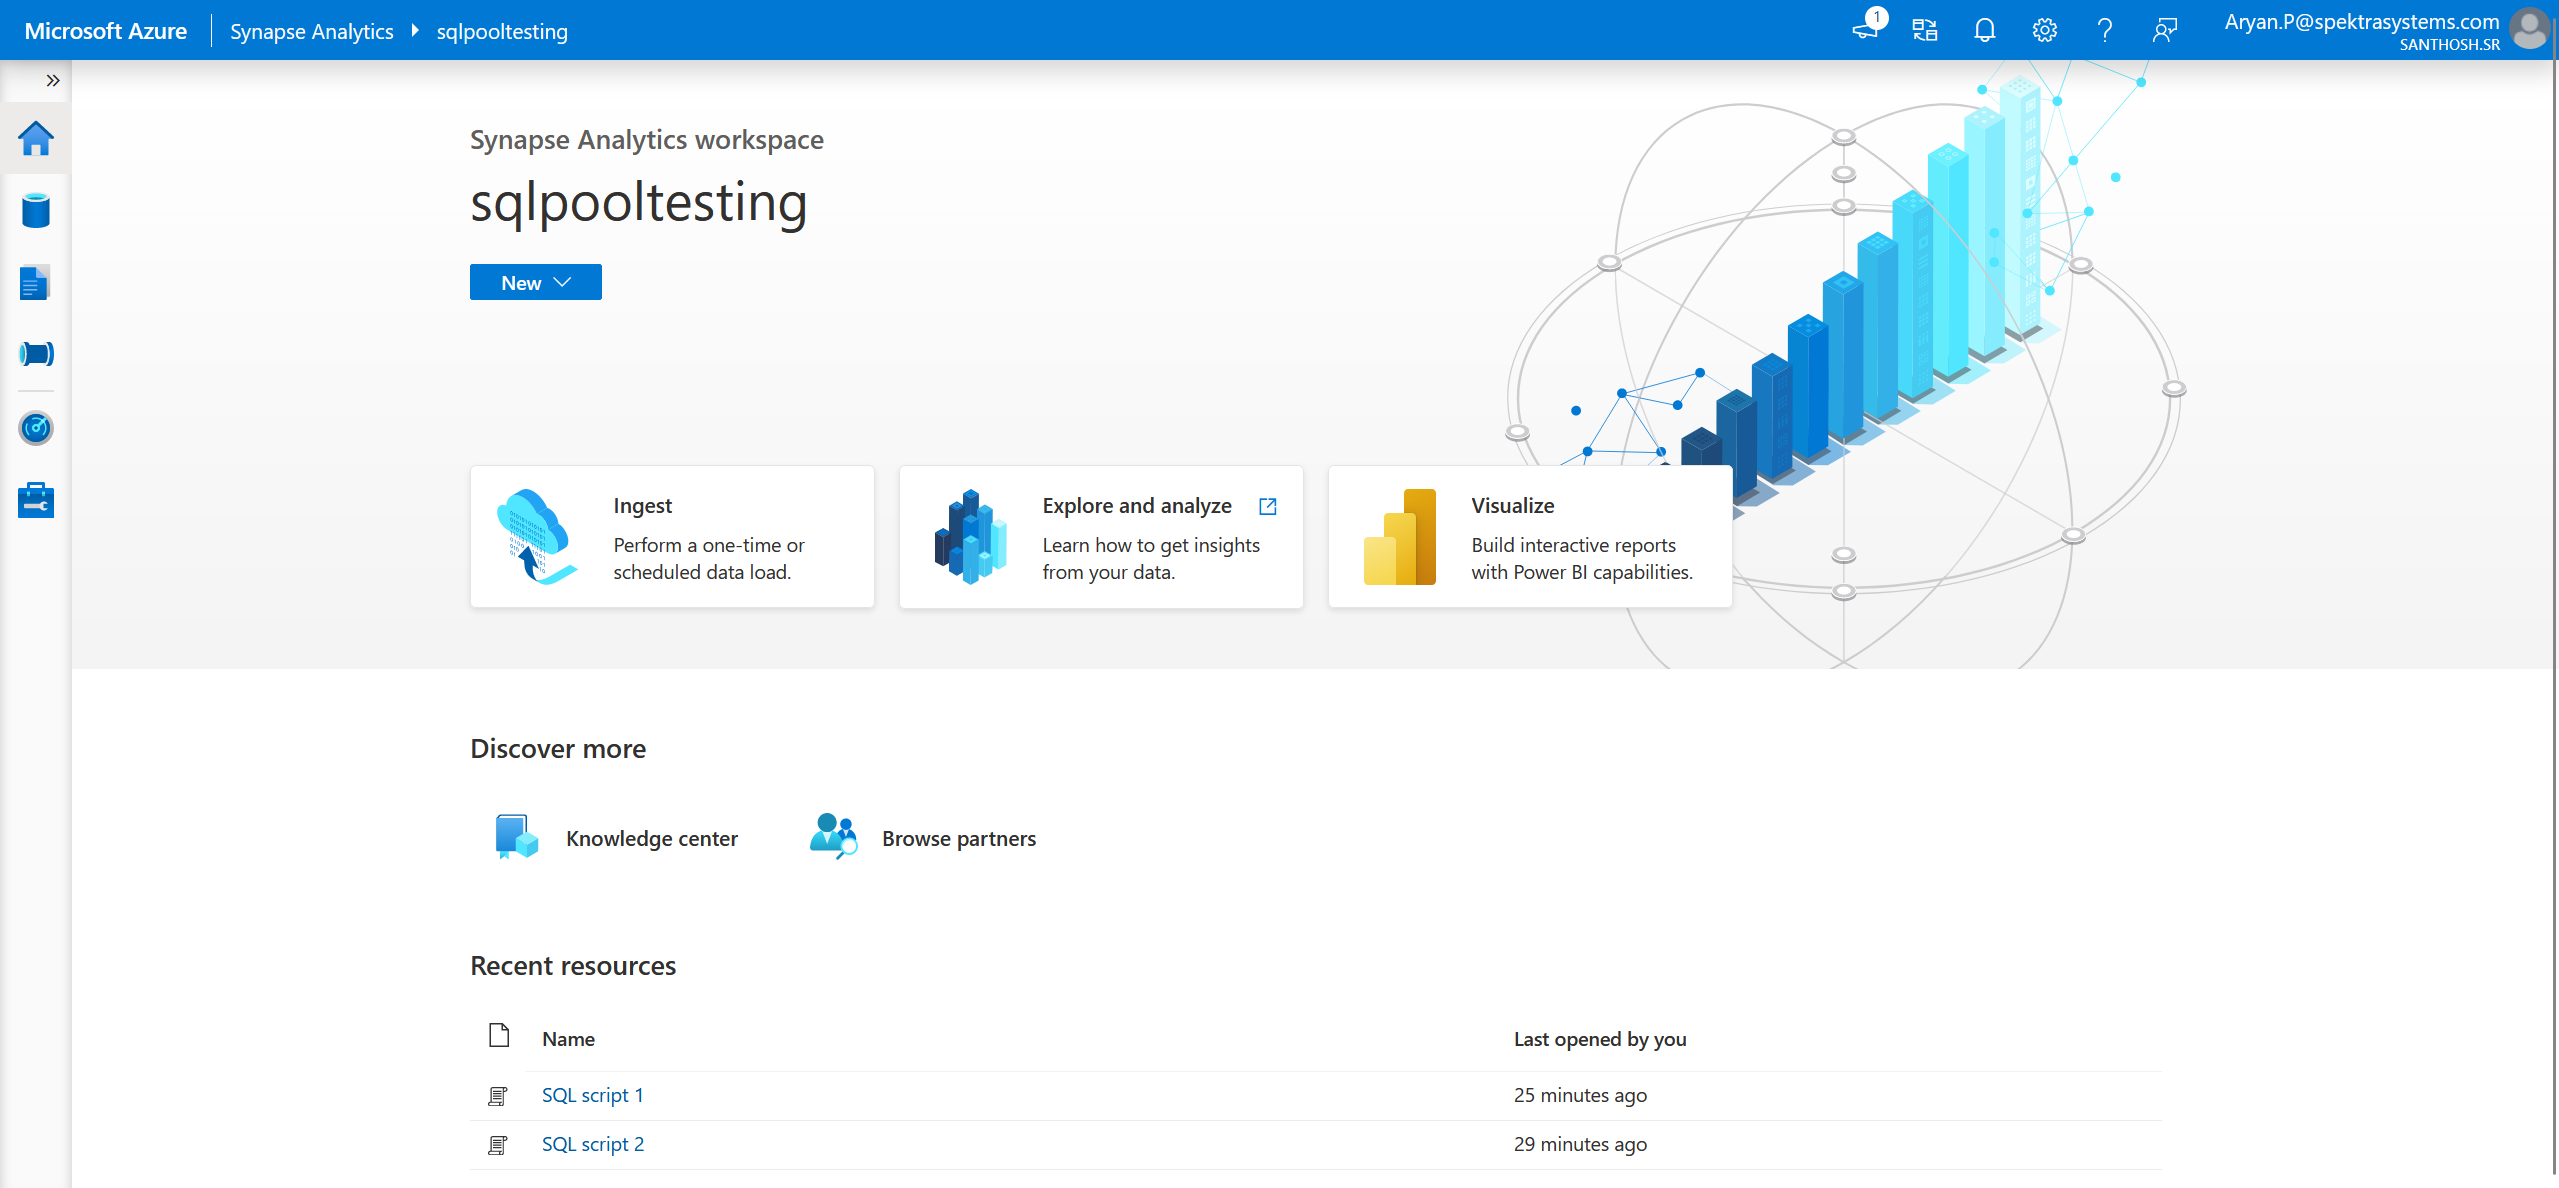 Microsoft Azure
Synapse Analytics
sqlpooltesting
1
Aryan.P@spektrasystems.com
SANTHOSH.SR
Synapse Analytics workspace
sqlpooltesting
New
Ingest
Perform a one-time or
scheduled data load.
Explore and analyze
Learn how to get insights
from your data.
Visualize
Build interactive reports
with Power BI capabilities.
Discover more
Knowledge center
Browse partners
Recent resources
Name
Last opened by you
SQL script 1
25 minutes ago
SQL script 2
29 minutes ago